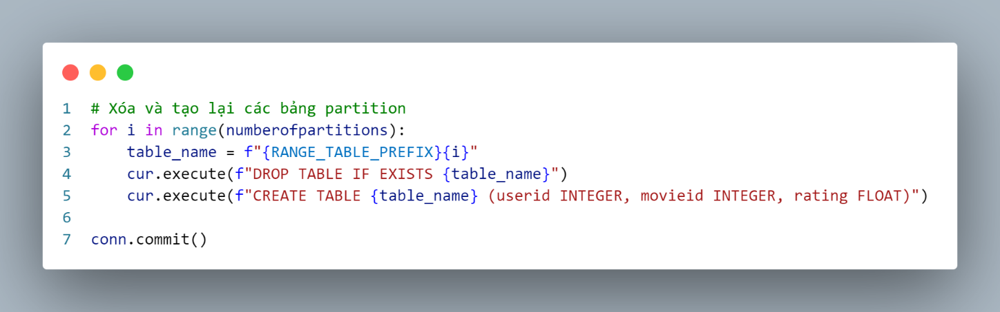 1 # Xóa và tạo lại các bảng partition
2 for i in range(numberofpartitions):
3     table_name = f"{RANGE_TABLE_PREFIX}{i}"
4     cur.execute(f"DROP TABLE IF EXISTS {table_name}")
5     cur.execute(f"CREATE TABLE {table_name} (userid INTEGER, movieid INTEGER, rating FLOAT)")
6
7 conn.commit()